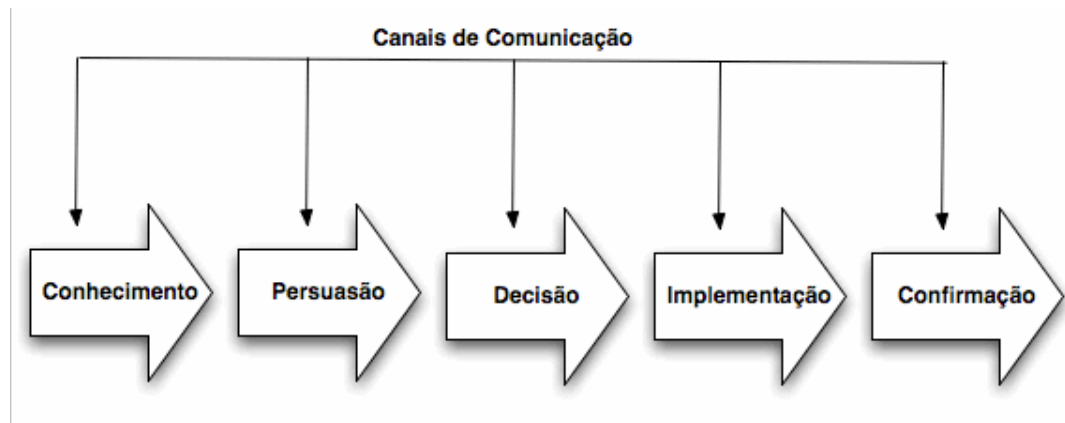 Canais de Comunicação
Conhecimento
Persuasão
Decisão
Implementação
Confirmação